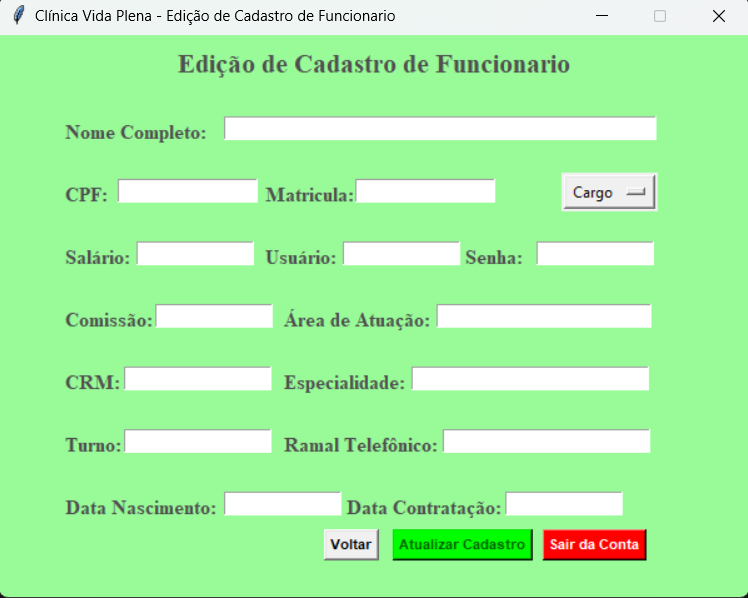 Clínica Vida Plena - Edição de Cadastro de Funcionario
Edição de Cadastro de Funcionario
Nome Completo:
CPF: Matricula: Cargo
Salário: Usuário: Senha:
Comissão: Área de Atuação:
CRM: Especialidade:
Turno: Ramal Telefônico:
Data Nascimento: Data Contratação:
Voltar Atualizar Cadastro Sair da Conta